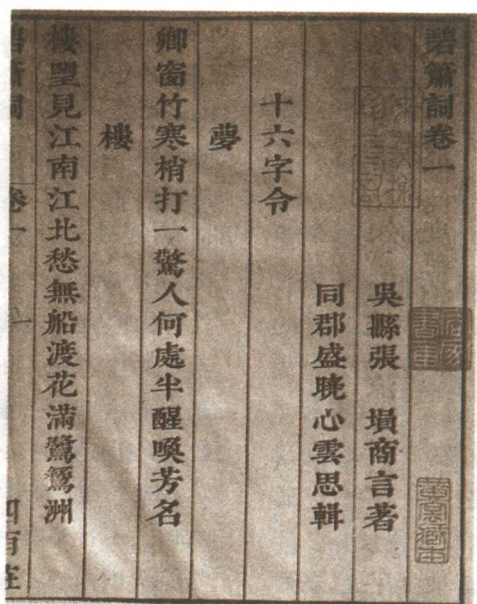 碧簫詞卷一
吳縣張 塤商言著
同郡盛曉心雲思輯
十六字令
夢
卿窗竹寒梢打一驚人何處半醒喚芳名
樓
樓望見江南江北愁無船渡花滿鷺鷥洲
碧簫詞 卷一 一